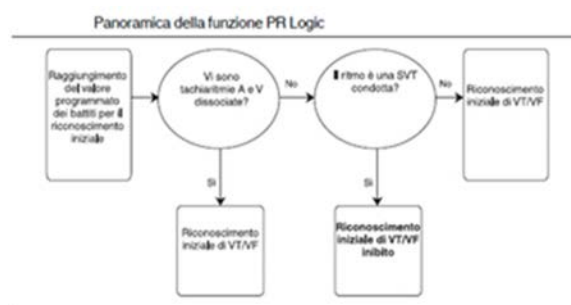 Panoramica della funzione PR Logic
Raggiungimento
del valore
programmato
dei battiti per il
riconoscimento
iniziale
Vi sono
tachiaritmie A e V
dissociate?
No
Il ritmo è una SVT
condotta?
No
Riconoscimento
iniziale di VT/VF
Sì
Sì
Riconoscimento
iniziale di VT/VF
Riconoscimento
iniziale di VT/VF
inibito